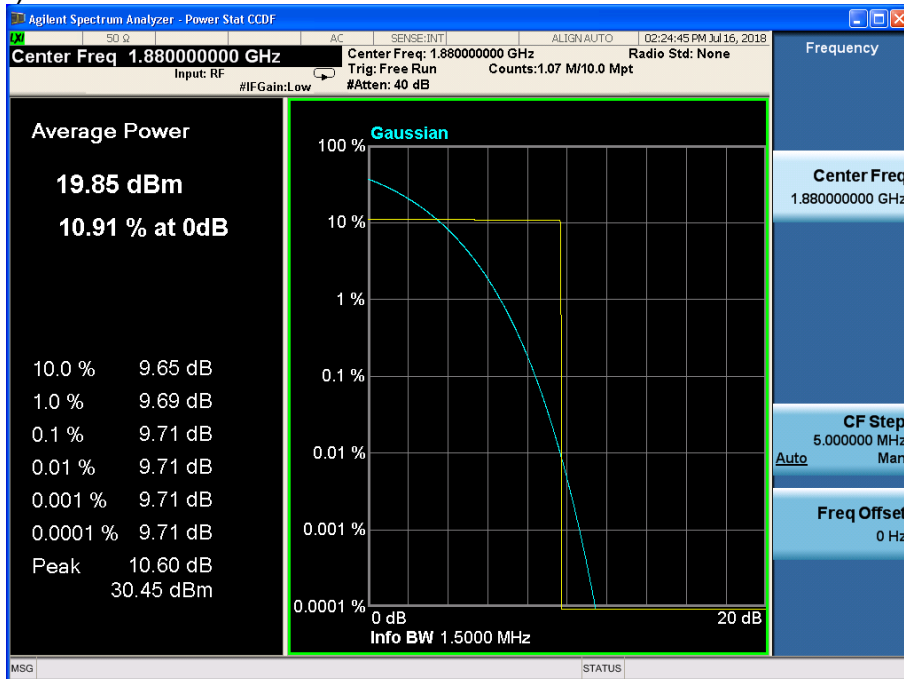 Agilent Spectrum Analyzer - Power Stat CCDF
LXI 50 Ω AC SENSE:INT ALIGN AUTO 02:24:45 PM Jul 16, 2018
Center Freq 1.880000000 GHz
Input: RF
#IFGain:Low
Center Freq: 1.880000000 GHz Radio Std: None
Trig: Free Run Counts:1.07 M/10.0 Mpt
#Atten: 40 dB
Average Power
19.85 dBm
10.91 % at 0dB
10.0 % 9.65 dB
1.0 % 9.69 dB
0.1 % 9.71 dB
0.01 % 9.71 dB
0.001 % 9.71 dB
0.0001 % 9.71 dB
Peak 10.60 dB
30.45 dBm
Gaussian
100 %
10 %
1 %
0.1 %
0.01 %
0.001 %
0.0001 %
0 dB 20 dB
Info BW 1.5000 MHz
Frequency
Center Freq
1.880000000 GHz
CF Step
5.000000 MHz
Auto Man
Freq Offset
0 Hz
MSG STATUS